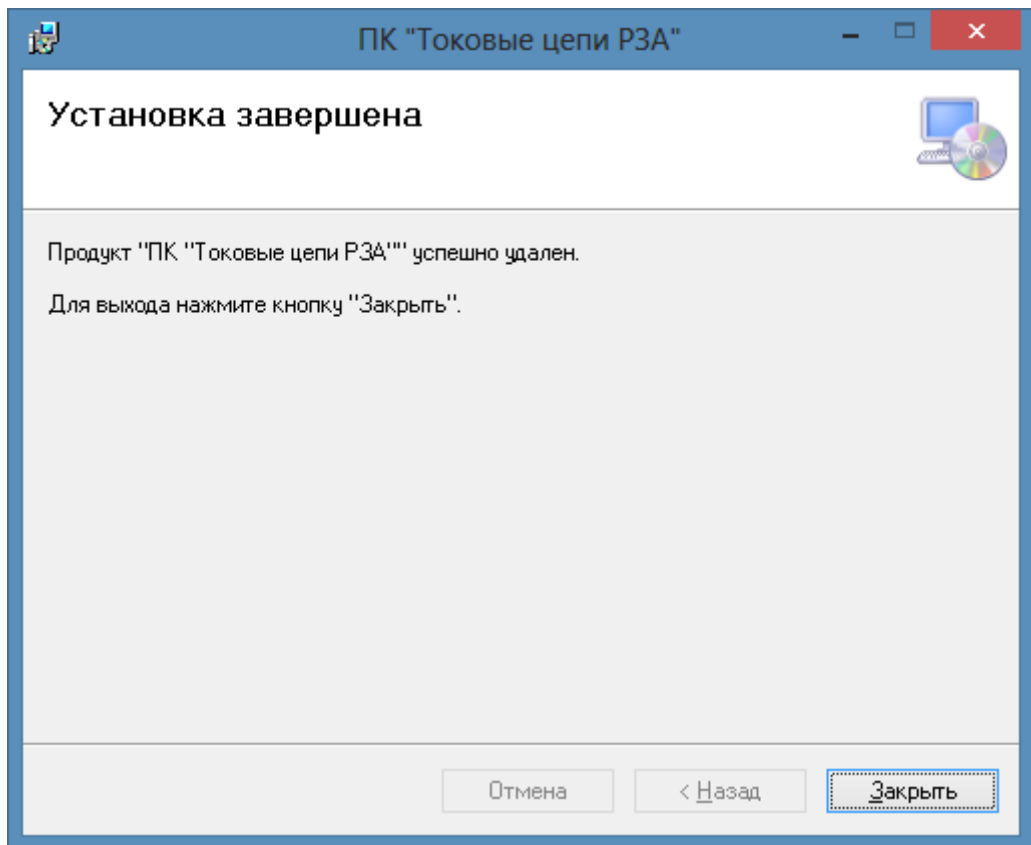 ПК "Токовые цепи РЗА"
Установка завершена
Продукт "ПК "Токовые цепи РЗА"" успешно удален.
Для выхода нажмите кнопку "Закрыть".
Отмена
< Назад
Закрыть